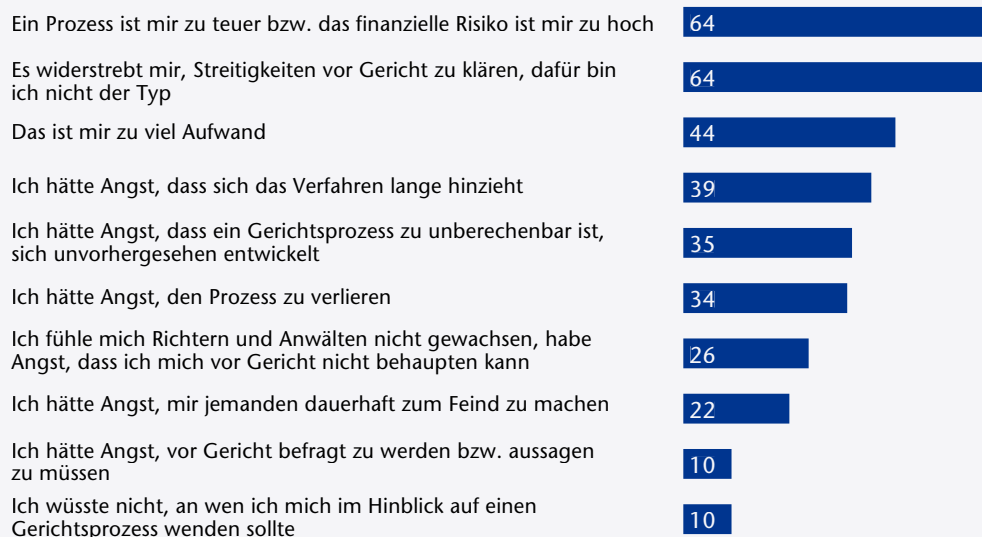 Ein Prozess ist mir zu teuer bzw. das finanzielle Risiko ist mir zu hoch 64
Es widerstrebt mir, Streitigkeiten vor Gericht zu klären, dafür bin
ich nicht der Typ 64
Das ist mir zu viel Aufwand 44
Ich hätte Angst, dass sich das Verfahren lange hinzieht 39
Ich hätte Angst, dass ein Gerichtsprozess zu unberechenbar ist,
sich unvorhergesehen entwickelt 35
Ich hätte Angst, den Prozess zu verlieren 34
Ich fühle mich Richtern und Anwälten nicht gewachsen, habe
Angst, dass ich mich vor Gericht nicht behaupten kann 26
Ich hätte Angst, mir jemanden dauerhaft zum Feind zu machen 22
Ich hätte Angst, vor Gericht befragt zu werden bzw. aussagen
zu müssen 10
Ich wüsste nicht, an wen ich mich im Hinblick auf einen
Gerichtsprozess wenden sollte 10